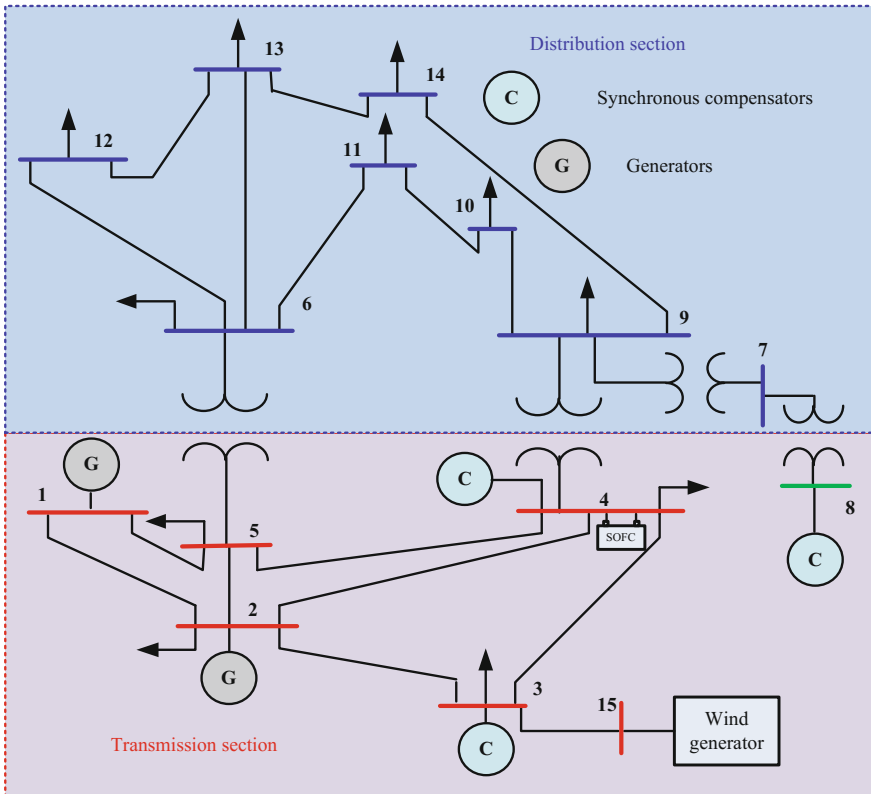 13
Distribution section
14
C
Synchronous compensators
12
11
G
Generators
10
6
9
7
G
C
1
4
8
5
SOFC
C
2
G
3
15
Wind
generator
C
Transmission section